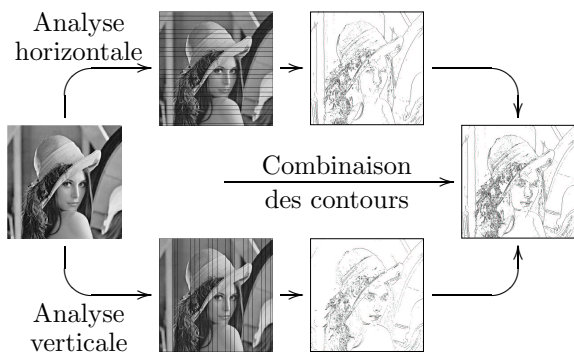 Analyse
horizontale
Combinaison
des contours
Analyse
verticale